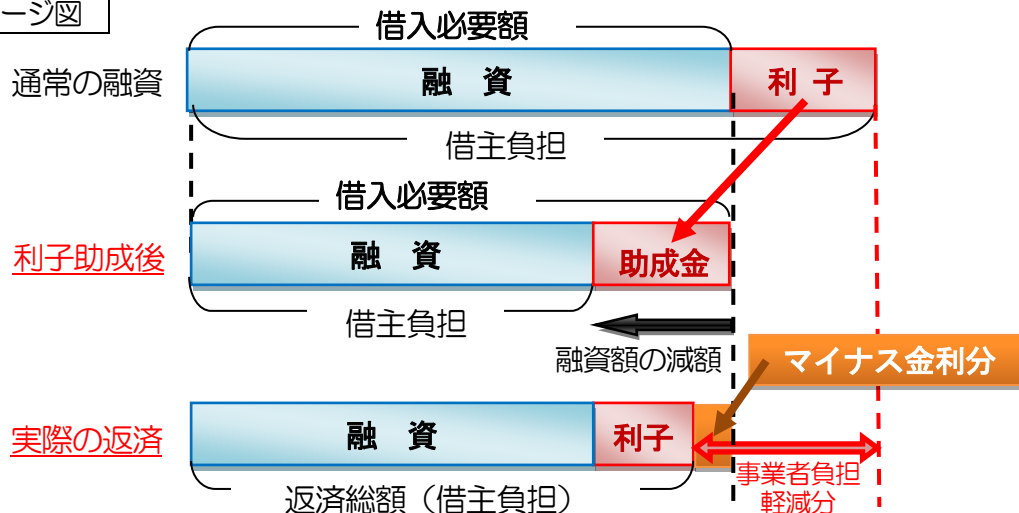 ージ図
借入必要額
通常の融資
融 資
利 子
借主負担
借入必要額
利子助成後
融 資
助成金
借主負担
融資額の減額
マイナス金利分
実際の返済
融 資
利子
事業者負担
軽減分
返済総額（借主負担）